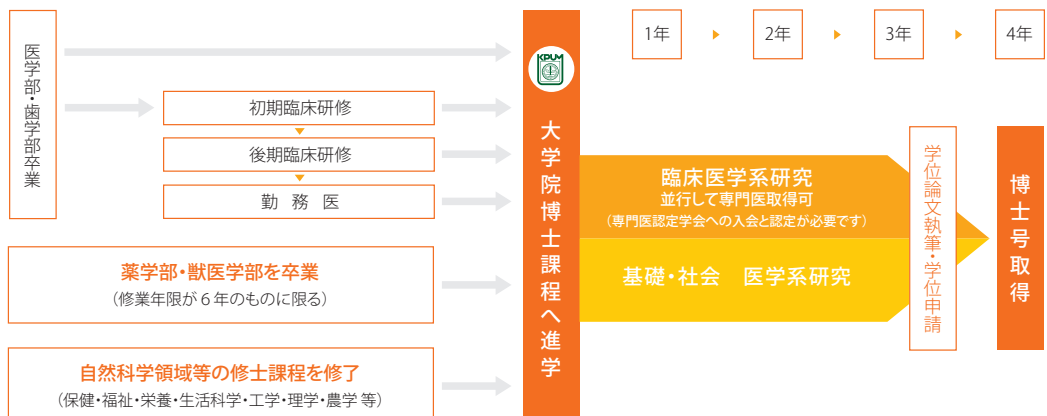 医学部・歯学部卒業
初期臨床研修
後期臨床研修
勤務医
薬学部・獣医学部を卒業
(修業年限が6年のものに限る)
自然科学領域等の修士課程を修了
(保健・福祉・栄養・生活科学・工学・理学・農学 等)
KPUM
大学院博士課程へ進学
1年
2年
3年
4年
臨床医学系研究
並行して専門医取得可
(専門医認定学会への入会と認定が必要です)
基礎・社会 医学系研究
学位論文執筆・学位申請
博士号取得